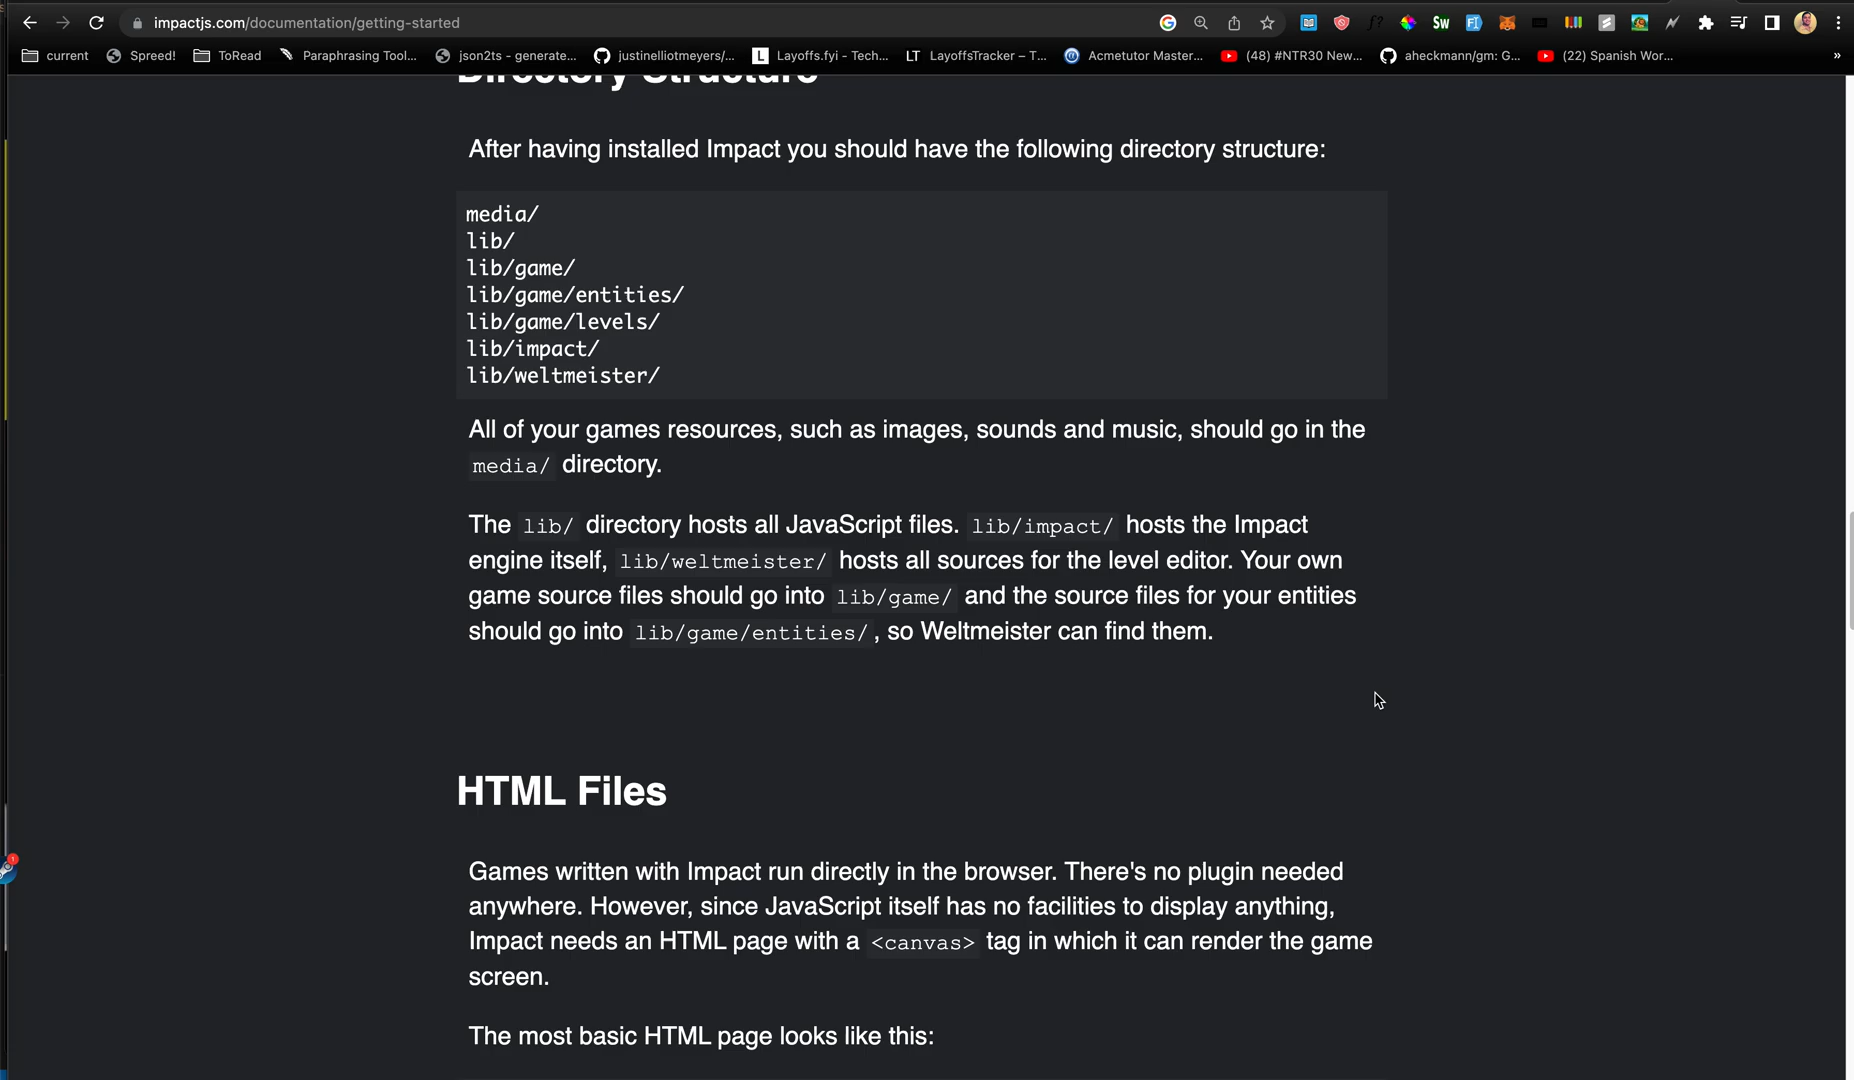 impactjs.com/documentation/getting-started
current
Spreed!
ToRead
Paraphrasing Tool...
json2ts - generate...
justinelliotmeyers/...
L Layoffs.fyi - Tech...
LT LayoffsTracker – T...
Acmetutor Master...
(48) #NTR30 New...
aheckmann/gm: G...
(22) Spanish Wor...
»
Directory Structure
After having installed Impact you should have the following directory structure:
media/
lib/
lib/game/
lib/game/entities/
lib/game/levels/
lib/impact/
lib/weltmeister/
All of your games resources, such as images, sounds and music, should go in the
media/ directory.
The lib/ directory hosts all JavaScript files. lib/impact/ hosts the Impact
engine itself, lib/weltmeister/ hosts all sources for the level editor. Your own
game source files should go into lib/game/ and the source files for your entities
should go into lib/game/entities/, so Weltmeister can find them.
HTML Files
Games written with Impact run directly in the browser. There's no plugin needed
anywhere. However, since JavaScript itself has no facilities to display anything,
Impact needs an HTML page with a <canvas> tag in which it can render the game
screen.
The most basic HTML page looks like this: